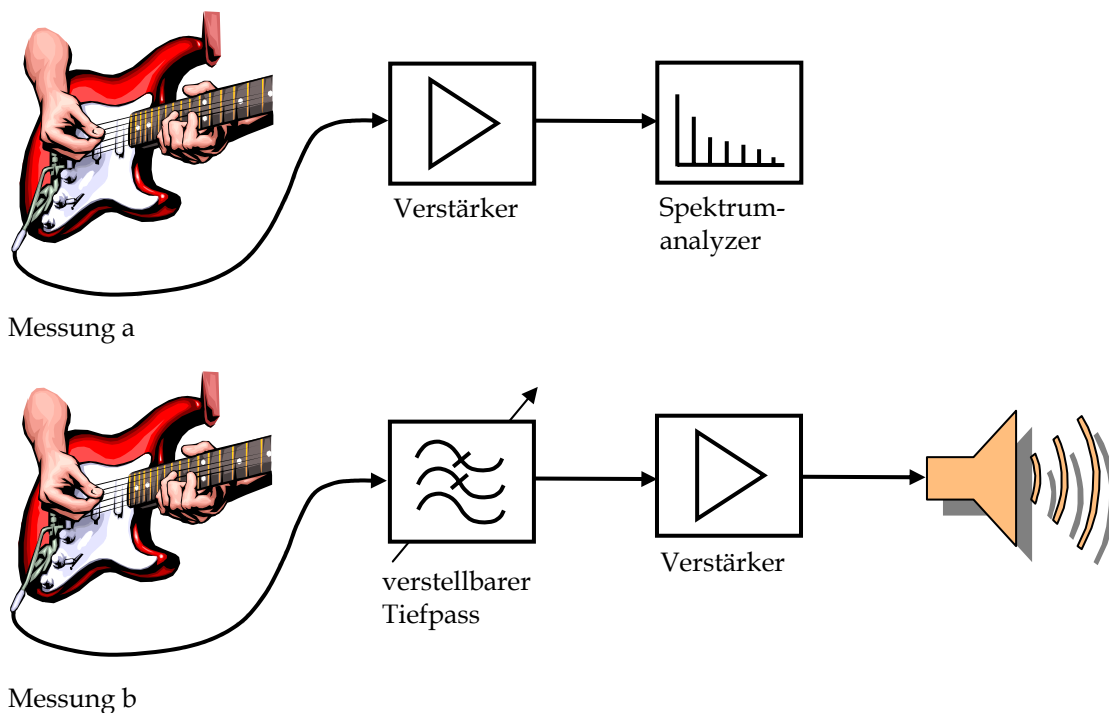 Verstärker
Spektrum-
analyzer
Messung a
verstellbarer
Tiefpass
Verstärker
Messung b